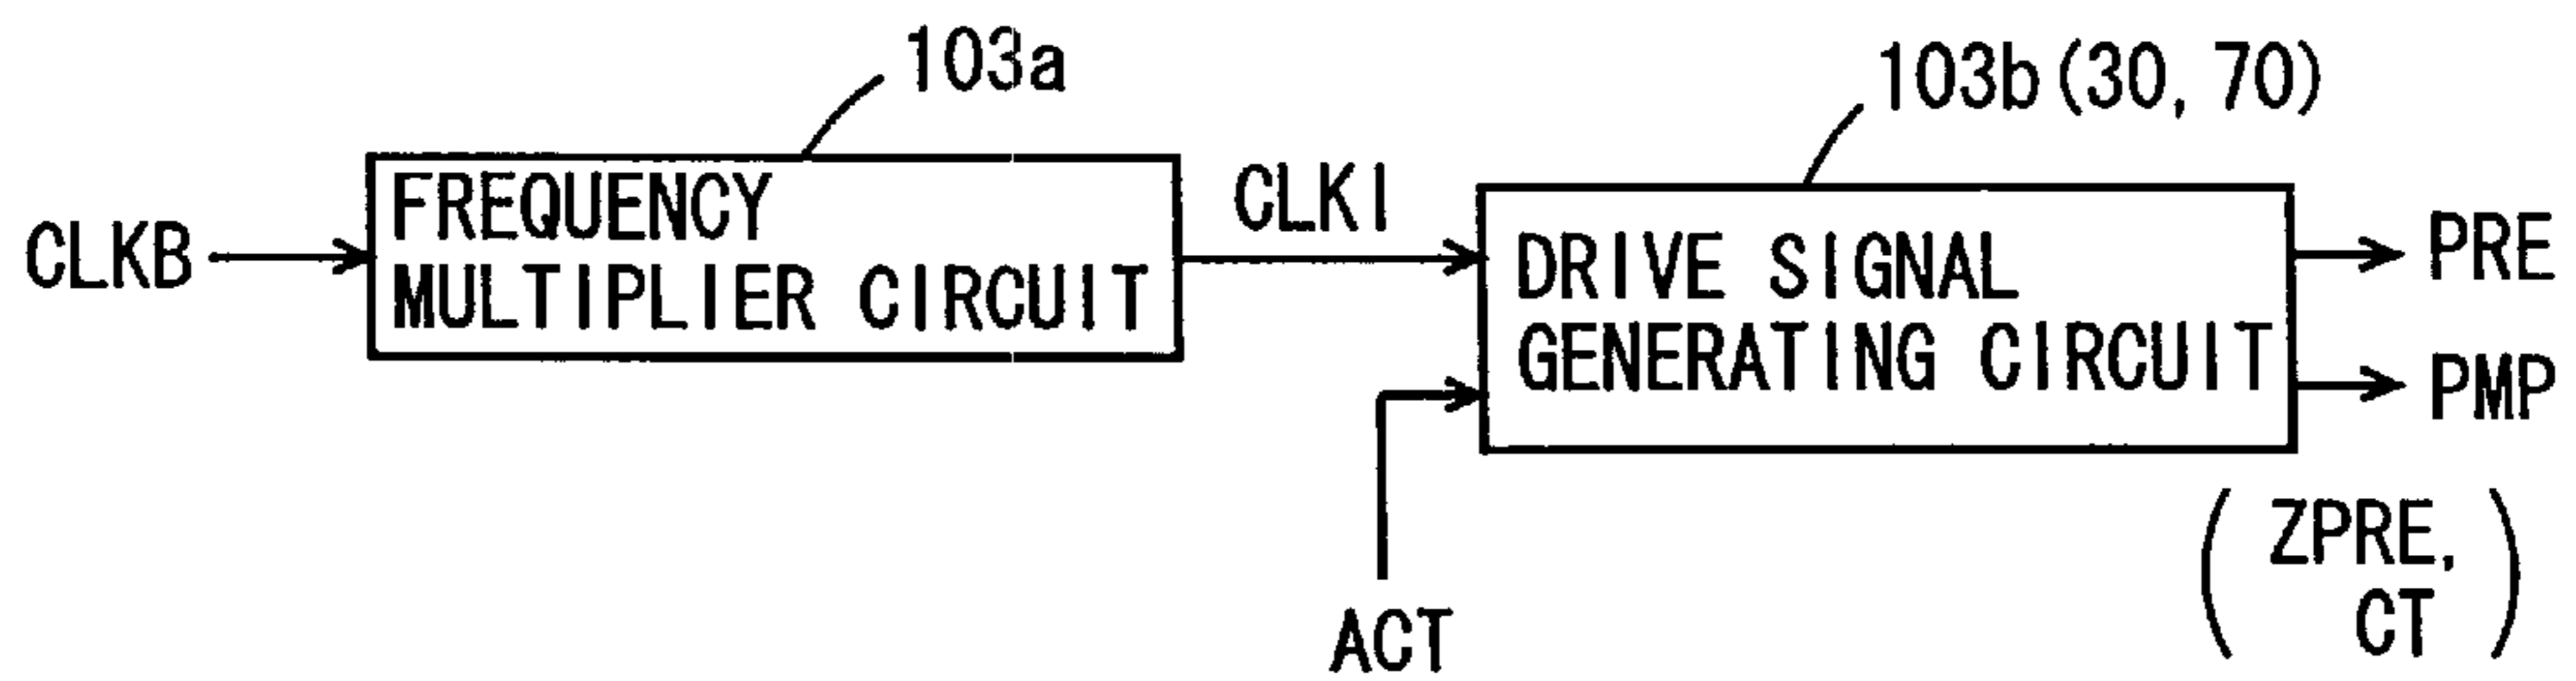 103a
103b (30, 70)
CLKB
FREQUENCY
MULTIPLIER CIRCUIT
CLKI
DRIVE SIGNAL
GENERATING CIRCUIT
PRE
PMP
ACT
( ZPRE,
CT )